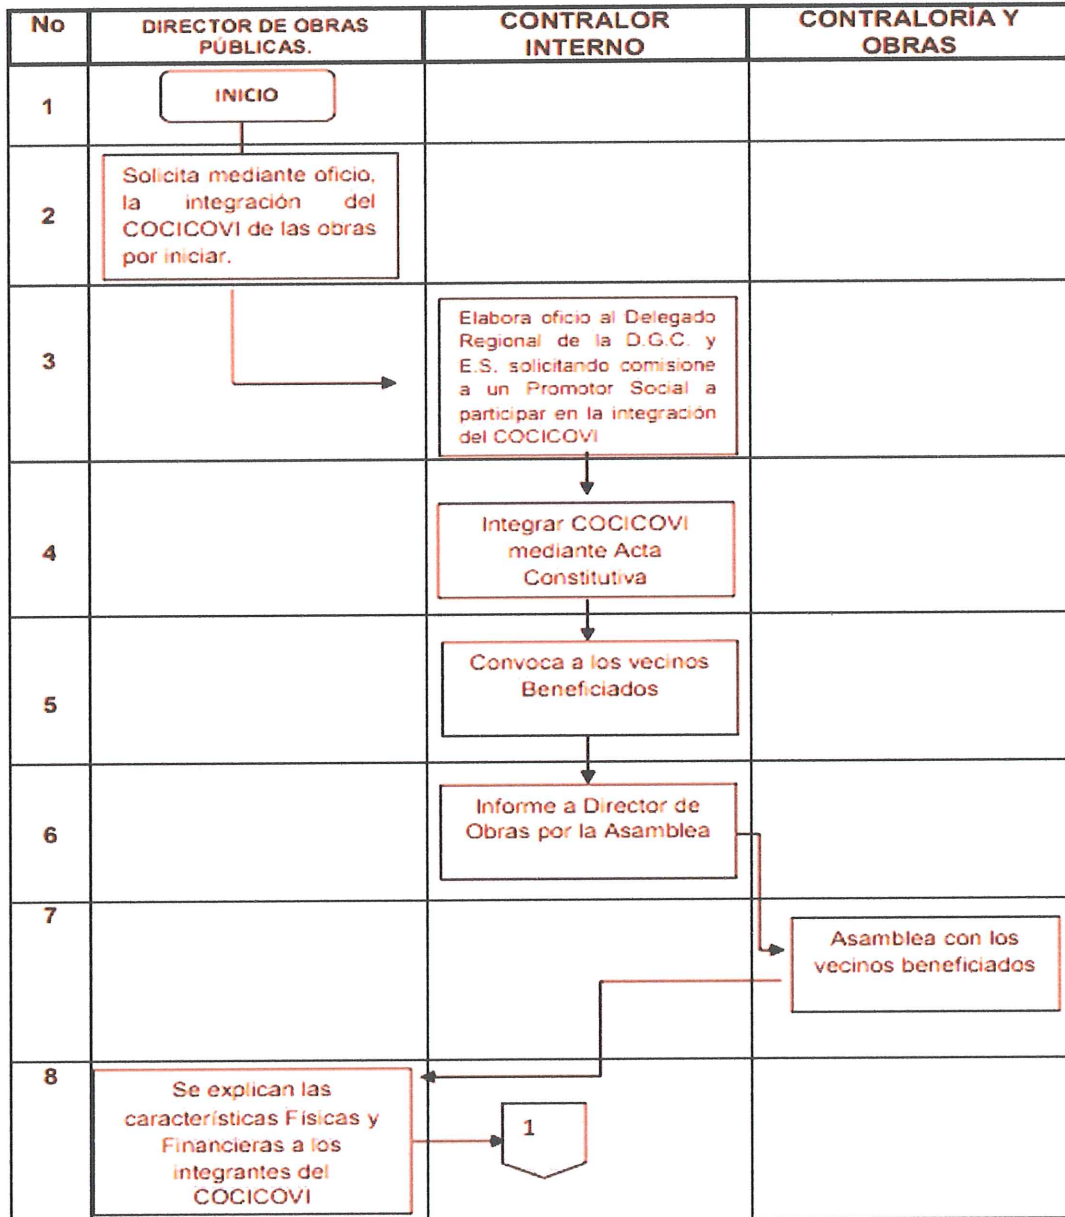 No
DIRECTOR DE OBRAS
PÚBLICAS.
CONTRALOR
INTERNO
CONTRALORÍA Y
OBRAS
1
INICIO
2
Solicita mediante oficio,
la integración del
COCICOVI de las obras
por iniciar.
3
Elabora oficio al Delegado
Regional de la D.G.C. y
E.S. solicitando comisione
a un Promotor Social a
participar en la integración
del COCICOVI
4
Integrar COCICOVI
mediante Acta
Constitutiva
5
Convoca a los vecinos
Beneficiados
6
Informe a Director de
Obras por la Asamblea
7
Asamblea con los
vecinos beneficiados
8
Se explican las
características Físicas y
Financieras a los
integrantes del
COCICOVI
1